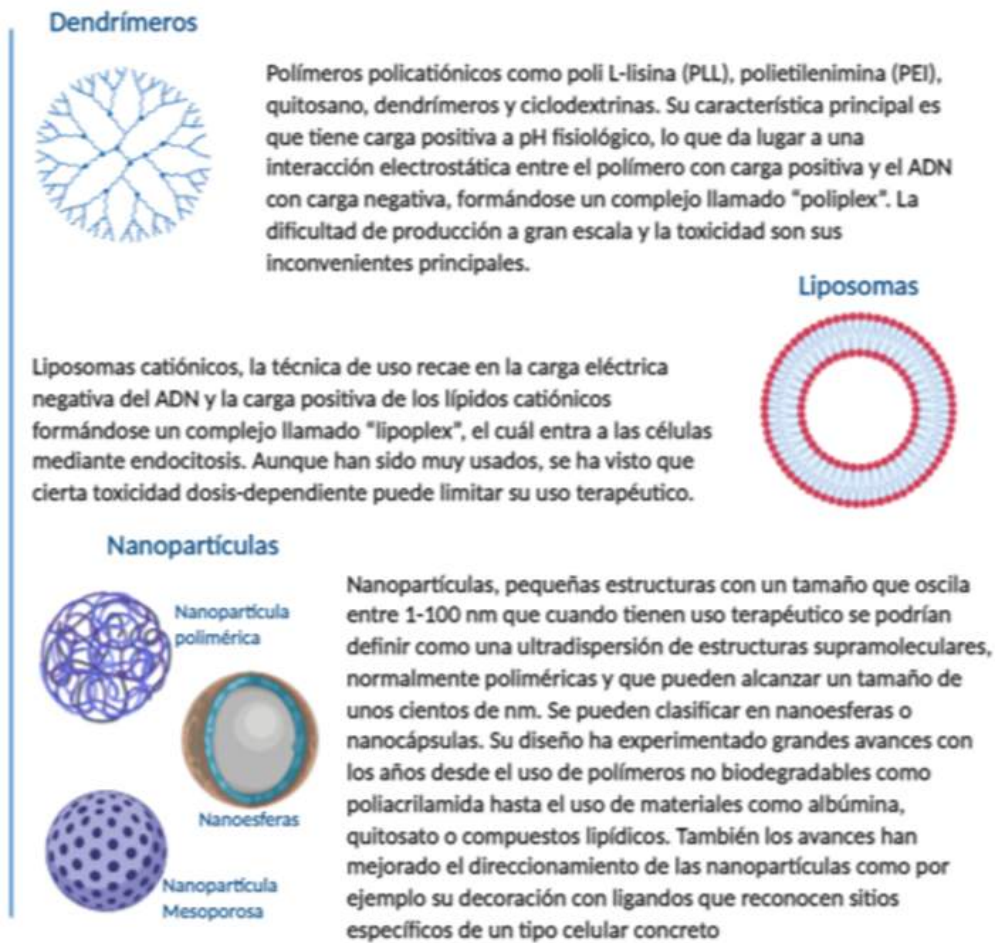 Dendrímeros
Polímeros policatiónicos como poli L-lisina (PLL), polietilenimina (PEI),
quitosano, dendrímeros y ciclodextrinas. Su característica principal es
que tiene carga positiva a pH fisiológico, lo que da lugar a una
interacción electrostática entre el polímero con carga positiva y el ADN
con carga negativa, formándose un complejo llamado “poliplex”. La
dificultad de producción a gran escala y la toxicidad son sus
inconvenientes principales.
Liposomas
Liposomas catiónicos, la técnica de uso recae en la carga eléctrica
negativa del ADN y la carga positiva de los lípidos catiónicos
formándose un complejo llamado “lipoplex”, el cuál entra a las células
mediante endocitosis. Aunque han sido muy usados, se ha visto que
cierta toxicidad dosis-dependiente puede limitar su uso terapéutico.
Nanopartículas
Nanopartícula
polimérica
Nanoesferas
Nanopartícula
Mesoporosa
Nanopartículas, pequeñas estructuras con un tamaño que oscila
entre 1-100 nm que cuando tienen uso terapéutico se podrían
definir como una ultradispersión de estructuras supramoleculares,
normalmente poliméricas y que pueden alcanzar un tamaño de
unos cientos de nm. Se pueden clasificar en nanoesferas o
nanocápsulas. Su diseño ha experimentado grandes avances con
los años desde el uso de polímeros no biodegradables como
poliacrilamida hasta el uso de materiales como albúmina,
quitosato o compuestos lipídicos. También los avances han
mejorado el direccionamiento de las nanopartículas como por
ejemplo su decoración con ligandos que reconocen sitios
específicos de un tipo celular concreto